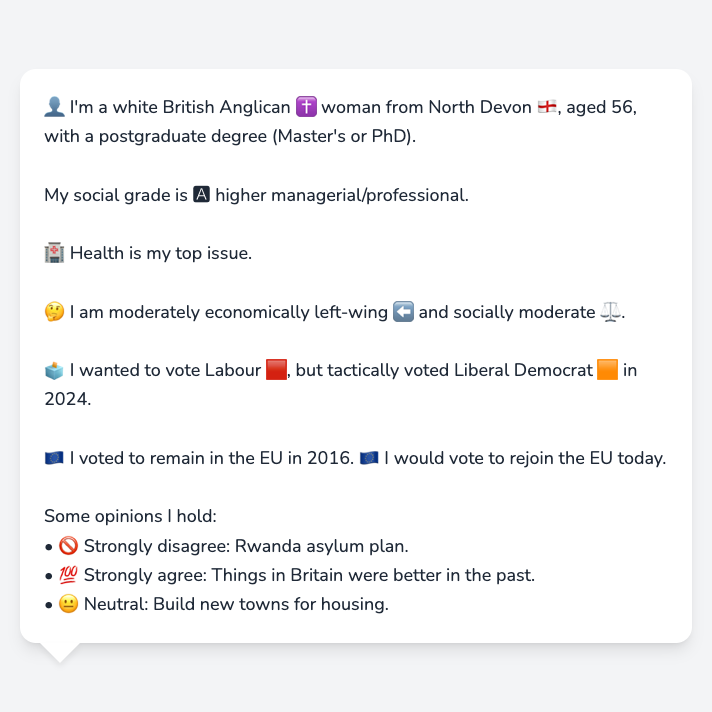 👤 I'm a white British Anglican ✝️ woman from North Devon 🏴󠁧󠁢󠁥󠁮󠁧󠁿, aged 56,
with a postgraduate degree (Master's or PhD).
My social grade is 🅰 higher managerial/professional.
🏥 Health is my top issue.
🤔 I am moderately economically left-wing ⬅️ and socially moderate ⚖️.
🗳️ I wanted to vote Labour 🟥, but tactically voted Liberal Democrat 🟧 in
2024.
🇪🇺 I voted to remain in the EU in 2016. 🇪🇺 I would vote to rejoin the EU today.
Some opinions I hold:
• 🚫 Strongly disagree: Rwanda asylum plan.
• 💯 Strongly agree: Things in Britain were better in the past.
• 😐 Neutral: Build new towns for housing.